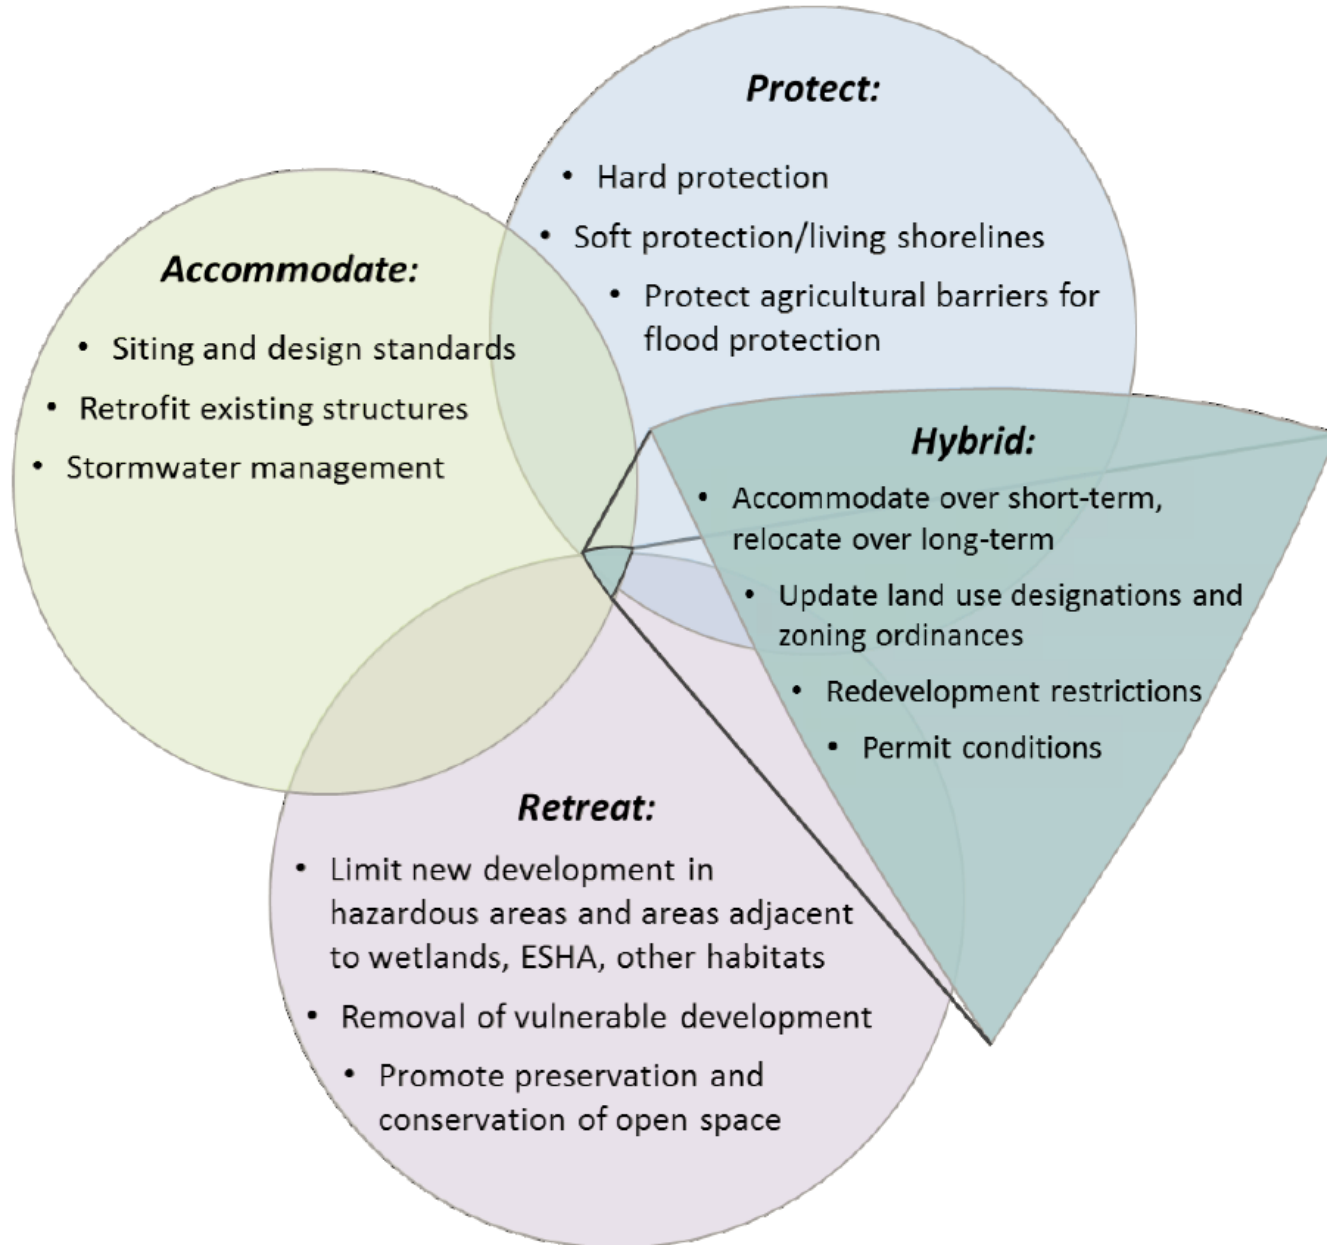 Protect:
• Hard protection
• Soft protection/living shorelines
• Protect agricultural barriers for
flood protection
Accommodate:
• Siting and design standards
• Retrofit existing structures
• Stormwater management
Hybrid:
• Accommodate over short-term,
relocate over long-term
• Update land use designations and
zoning ordinances
• Redevelopment restrictions
• Permit conditions
Retreat:
• Limit new development in
hazardous areas and areas adjacent
to wetlands, ESHA, other habitats
• Removal of vulnerable development
• Promote preservation and
conservation of open space